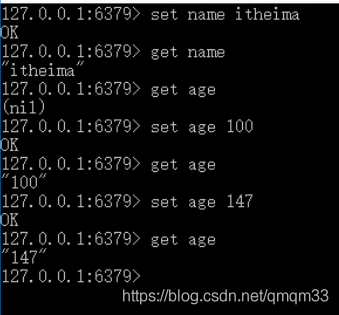 127.0.0.1:6379> set name itheima
OK
127.0.0.1:6379> get name
"itheima"
127.0.0.1:6379> get age
(nil)
127.0.0.1:6379> set age 100
OK
127.0.0.1:6379> get age
"100"
127.0.0.1:6379> set age 147
OK
127.0.0.1:6379> get age
"147"
127.0.0.1:6379>
https://blog.csdn.net/qmqm33